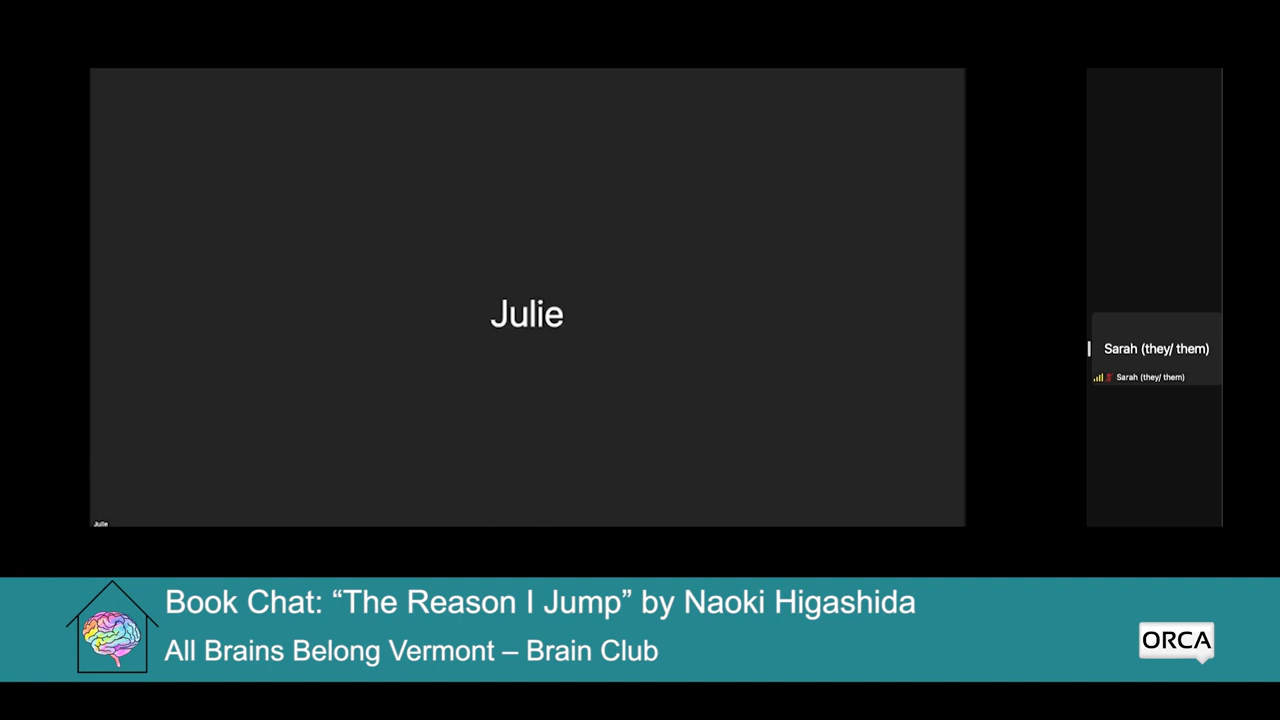 Julie
Sarah (they/ them)
Sarah (they/ them)
Julie
Book Chat: “The Reason I Jump” by Naoki Higashida
All Brains Belong Vermont – Brain Club
ORCA